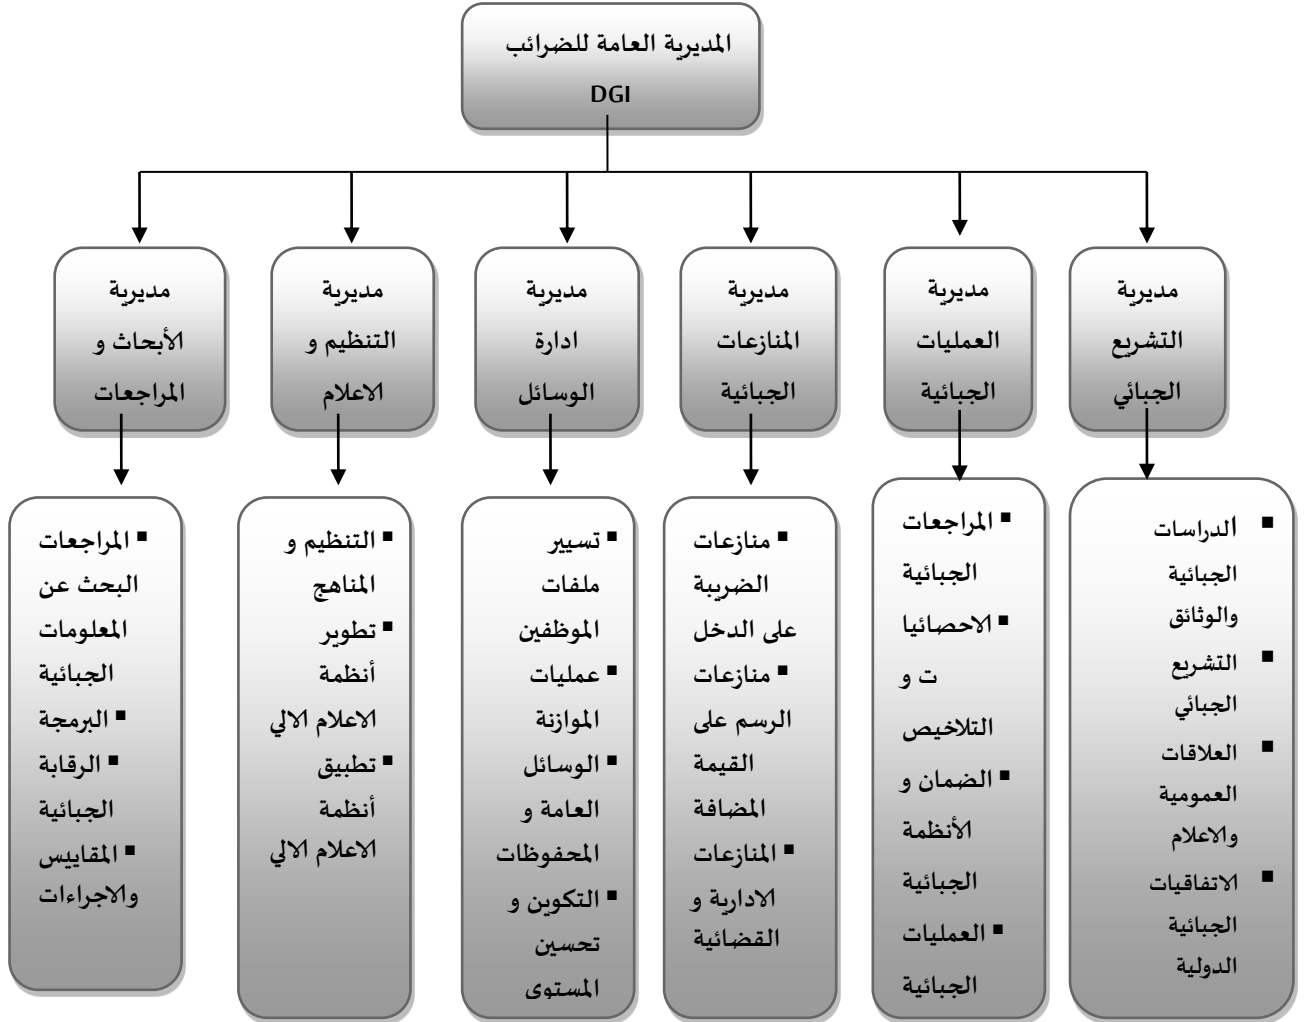 المديرية العامة للضرائب
DGI
مديرية
التشريع
الجبائي
مديرية
العمليات
الجبائية
مديرية
المنازعات
الجبائية
مديرية
ادارة
الوسائل
مديرية
التنظيم و
الاعلام
مديرية
الأبحاث و
المراجعات
▪ الدراسات
الجبائية
والوثائق
▪ التشريع
الجبائي
▪ العلاقات
العمومية
والاعلام
▪ الاتفاقيات
الجبائية
الدولية
▪ المراجعات
الجبائية
▪ الاحصائيا
ت و
التلاخيص
▪ الضمان و
الأنظمة
الجبائية
▪ العمليات
الجبائية
▪ منازعات
الضريبة
على الدخل
▪ منازعات
الرسم على
القيمة
المضافة
▪ المنازعات
الادارية و
القضائية
▪ تسيير
ملفات
الموظفين
▪ عمليات
الموازنة
▪ الوسائل
العامة و
المحفوظات
▪ التكوين و
تحسين
المستوى
▪ التنظيم و
المناهج
▪ تطوير
أنظمة
الاعلام الالي
▪ تطبيق
أنظمة
الاعلام الالي
▪ المراجعات
البحث عن
المعلومات
الجبائية
▪ البرمجة
▪ الرقابة
الجبائية
▪ المقاييس
والاجراءات